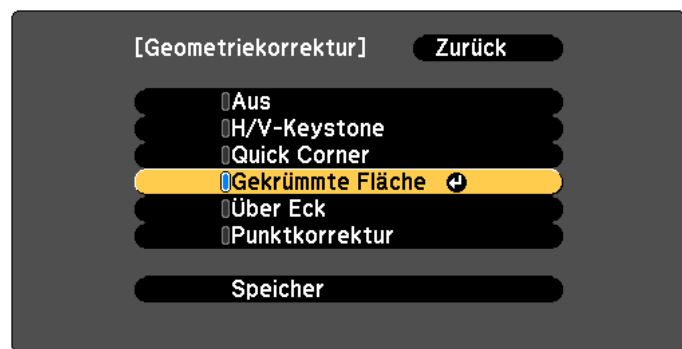 [Geometriekorrektur] Zurück
Aus
H/V-Keystone
Quick Corner
Gekrümmte Fläche
Über Eck
Punktkorrektur
Speicher